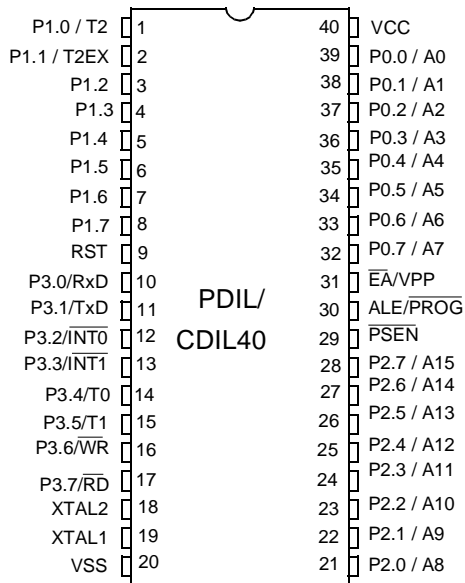 P1.0 / T2 1 40 VCC
P1.1 / T2EX 2 39 P0.0 / A0
P1.2 3 38 P0.1 / A1
P1.3 4 37 P0.2 / A2
P1.4 5 36 P0.3 / A3
P1.5 6 35 P0.4 / A4
P1.6 7 34 P0.5 / A5
P1.7 8 33 P0.6 / A6
RST 9 32 P0.7 / A7
P3.0/RxD 10 31 E̅A̅/VPP
P3.1/TxD 11 30 ALE/P̅R̅O̅G̅
PDIL/
P3.2/I̅N̅T̅0̅ 12 29 P̅S̅E̅N̅
CDIL40
P3.3/I̅N̅T̅1̅ 13 28 P2.7 / A15
P3.4/T0 14 27 P2.6 / A14
P3.5/T1 15 26 P2.5 / A13
P3.6/W̅R̅ 16 25 P2.4 / A12
P3.7/R̅D̅ 17 24 P2.3 / A11
XTAL2 18 23 P2.2 / A10
XTAL1 19 22 P2.1 / A9
VSS 20 21 P2.0 / A8